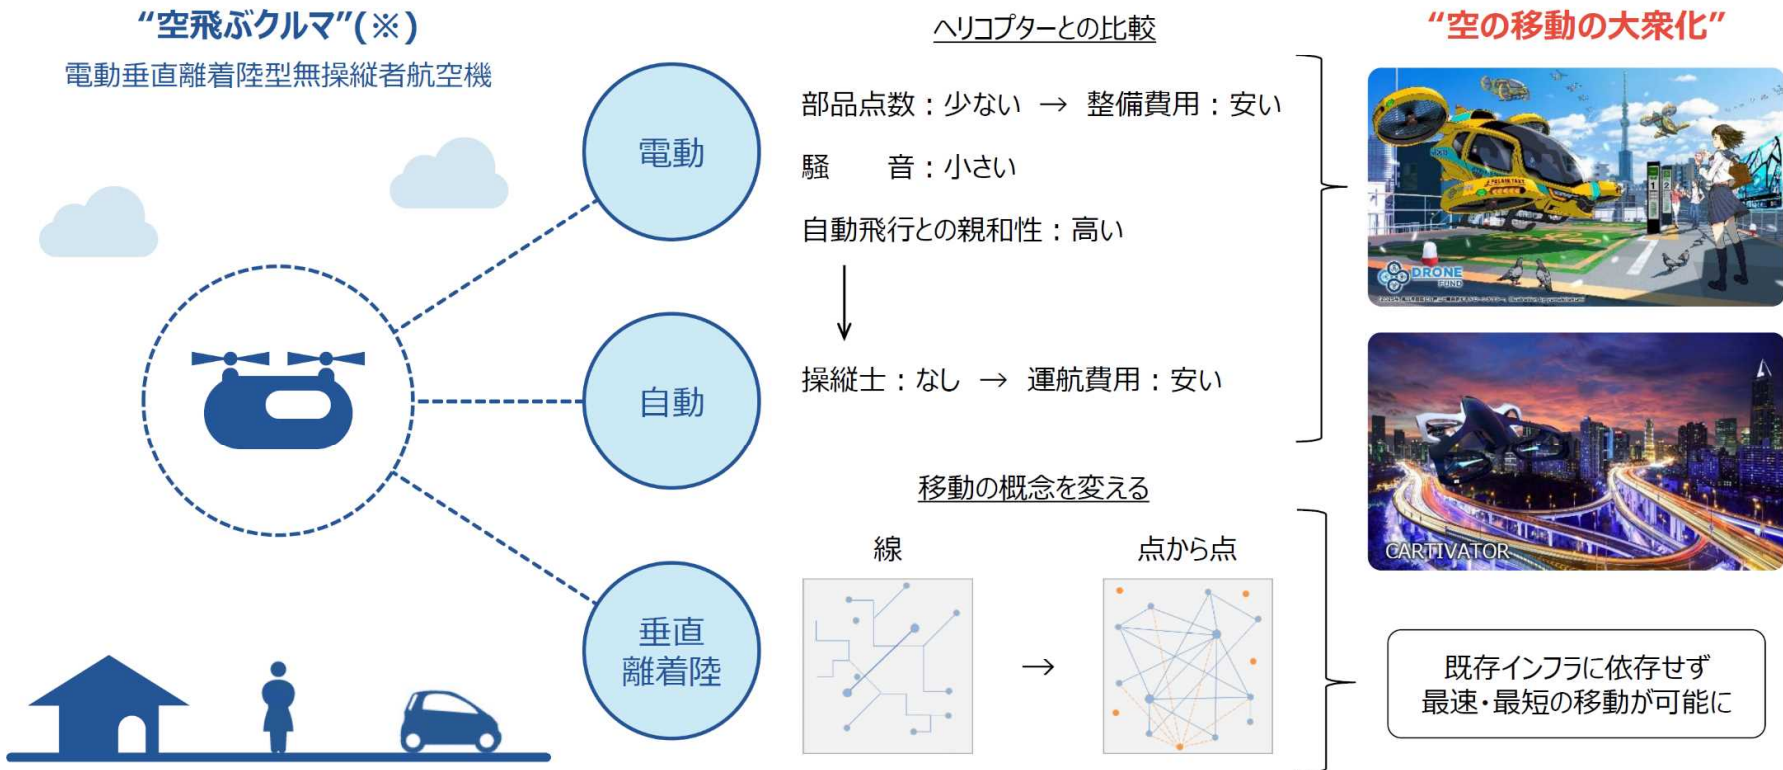 “空飛ぶクルマ”(※)
電動垂直離着陸型無操縦者航空機
電動
自動
垂直
離着陸
ヘリコプターとの比較
部品点数：少ない → 整備費用：安い
騒　　音：小さい
自動飛行との親和性：高い
操縦士：なし → 運航費用：安い
移動の概念を変える
線
点から点
→
“空の移動の大衆化”
1 2
DRONE
FUND
CARTIVATOR
既存インフラに依存せず
最速・最短の移動が可能に